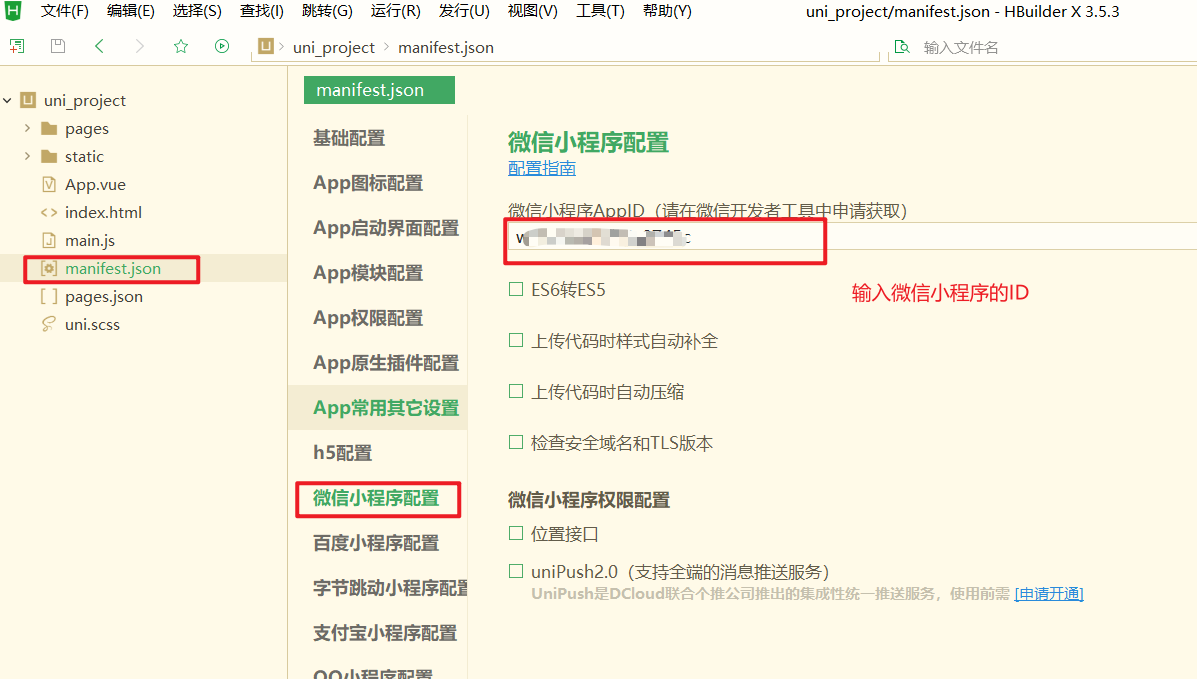 文件(F) 编辑(E) 选择(S) 查找(I) 跳转(G) 运行(R) 发行(U) 视图(V) 工具(T) 帮助(Y) uni_project/manifest.json - HBuilder X 3.5.3
uni_project manifest.json 输入文件名
uni_project
pages
static
App.vue
index.html
main.js
manifest.json
pages.json
uni.scss
manifest.json
基础配置
App图标配置
App启动界面配置
App模块配置
App权限配置
App原生插件配置
App常用其它设置
h5配置
微信小程序配置
百度小程序配置
字节跳动小程序配置
支付宝小程序配置
QQ小程序配置
微信小程序配置
配置指南
微信小程序AppID（请在微信开发者工具中申请获取）
ES6转ES5
输入微信小程序的ID
上传代码时样式自动补全
上传代码时自动压缩
检查安全域名和TLS版本
微信小程序权限配置
位置接口
uniPush2.0（支持全端的消息推送服务）
UniPush是DCloud联合个推公司推出的集成性统一推送服务，使用前需 [申请开通]